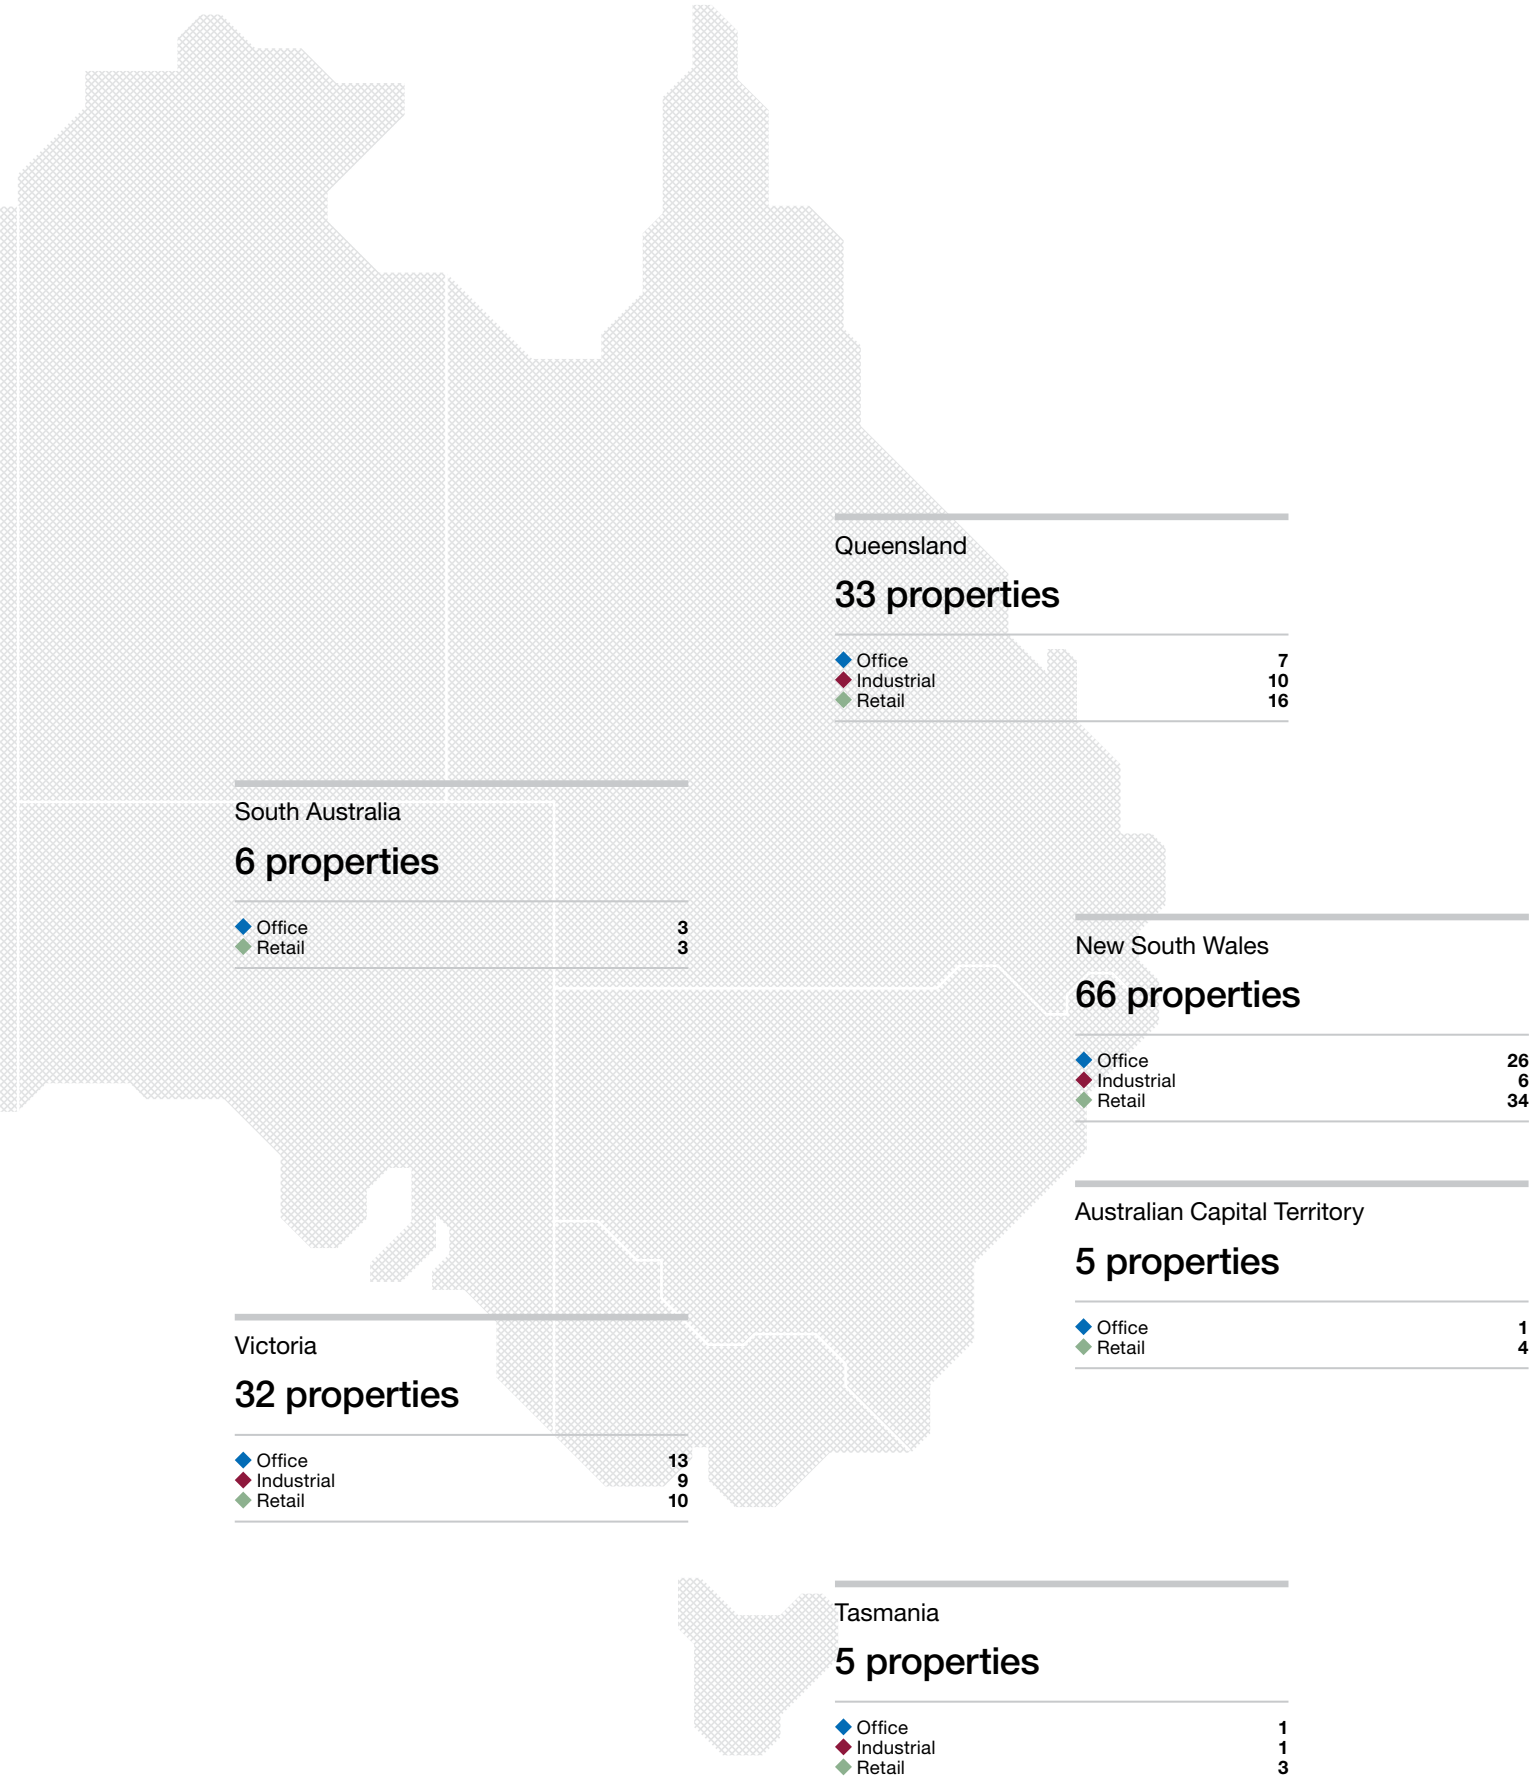 Queensland
33 properties
Office 7
Industrial 10
Retail 16
South Australia
6 properties
Office 3
Retail 3
New South Wales
66 properties
Office 26
Industrial 6
Retail 34
Australian Capital Territory
5 properties
Office 1
Retail 4
Victoria
32 properties
Office 13
Industrial 9
Retail 10
Tasmania
5 properties
Office 1
Industrial 1
Retail 3